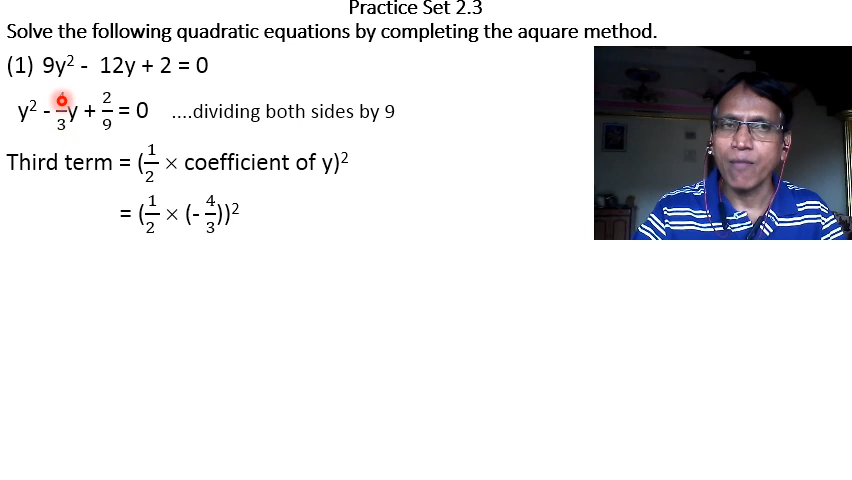 Practice Set 2.3
Solve the following quadratic equations by completing the aquare method.
(1) 9y² - 12y + 2 = 0
y² - 4/3y + 2/9 = 0 ....dividing both sides by 9
Third term = (1/2 × coefficient of y)²
= (1/2 × (- 4/3))²